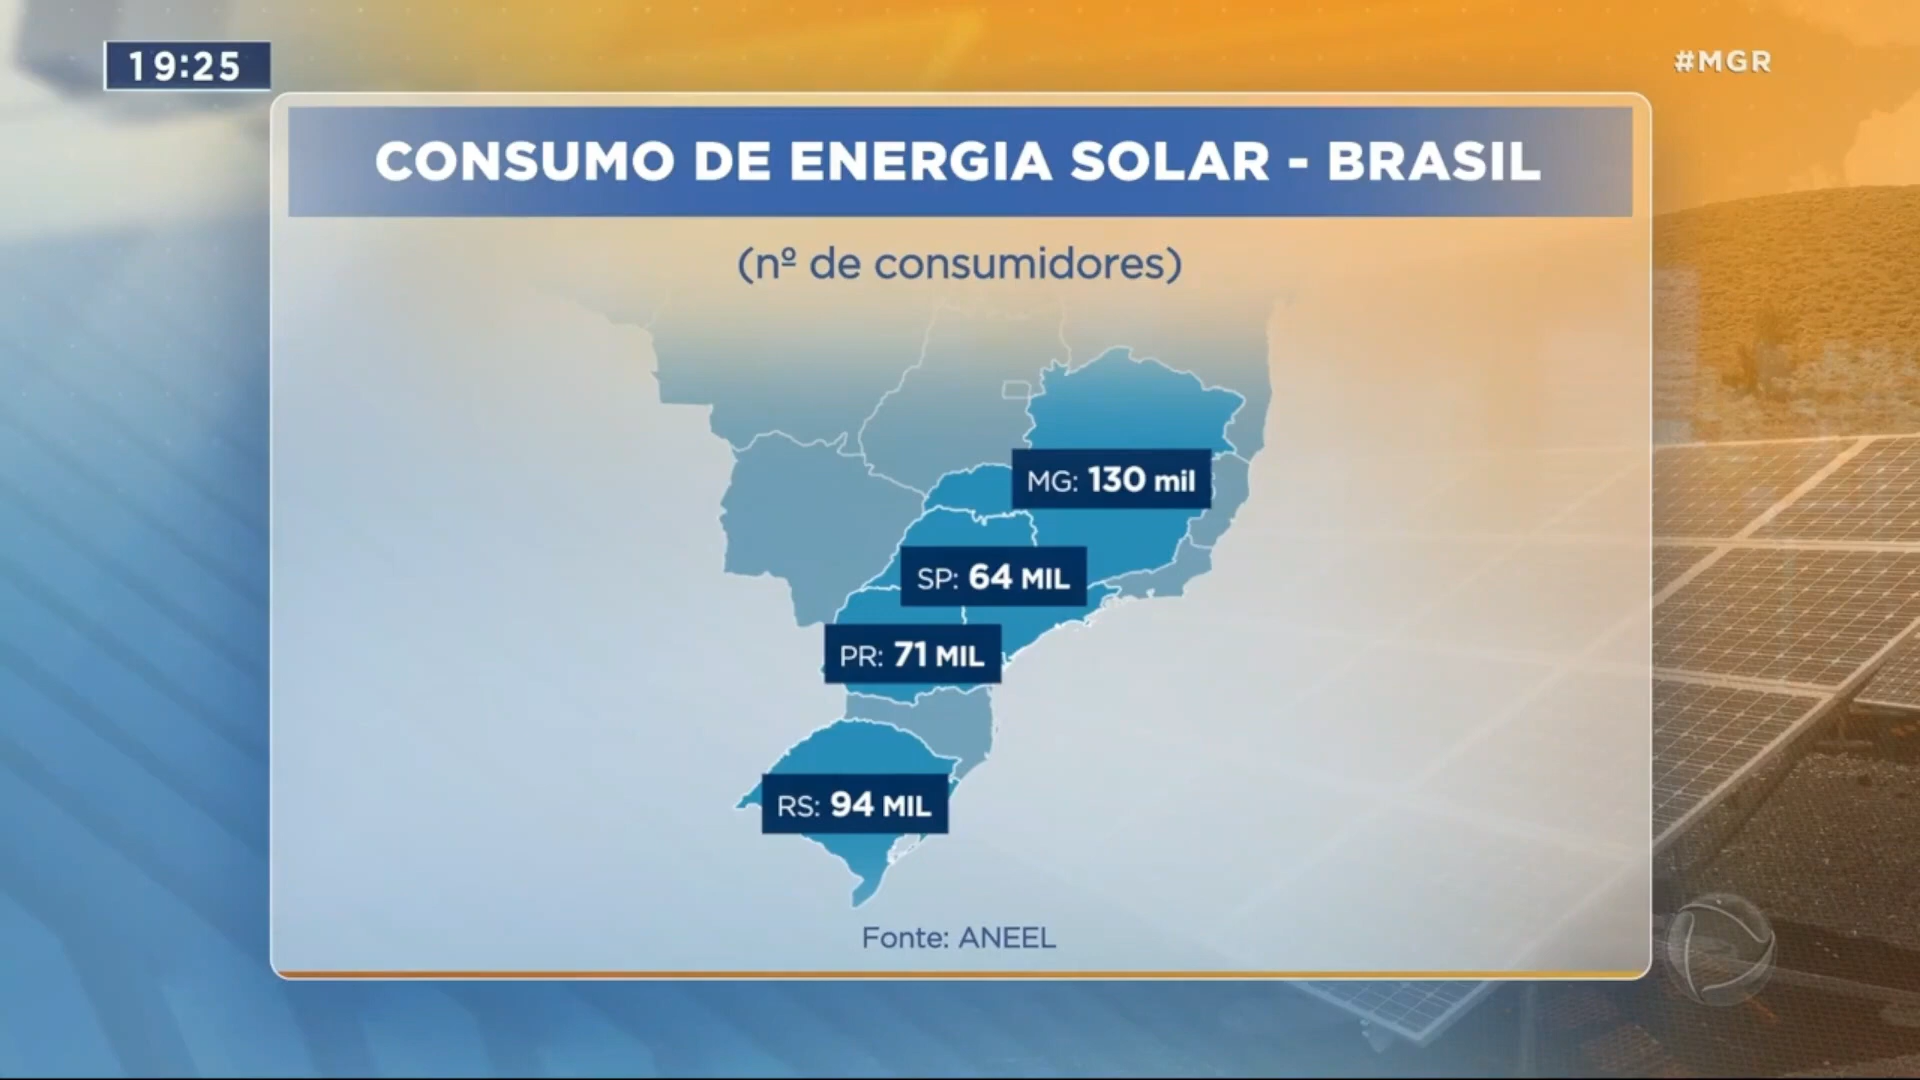 19:25
#MGR
CONSUMO DE ENERGIA SOLAR - BRASIL
(nº de consumidores)
MG: 130 mil
SP: 64 MIL
PR: 71 MIL
RS: 94 MIL
Fonte: ANEEL